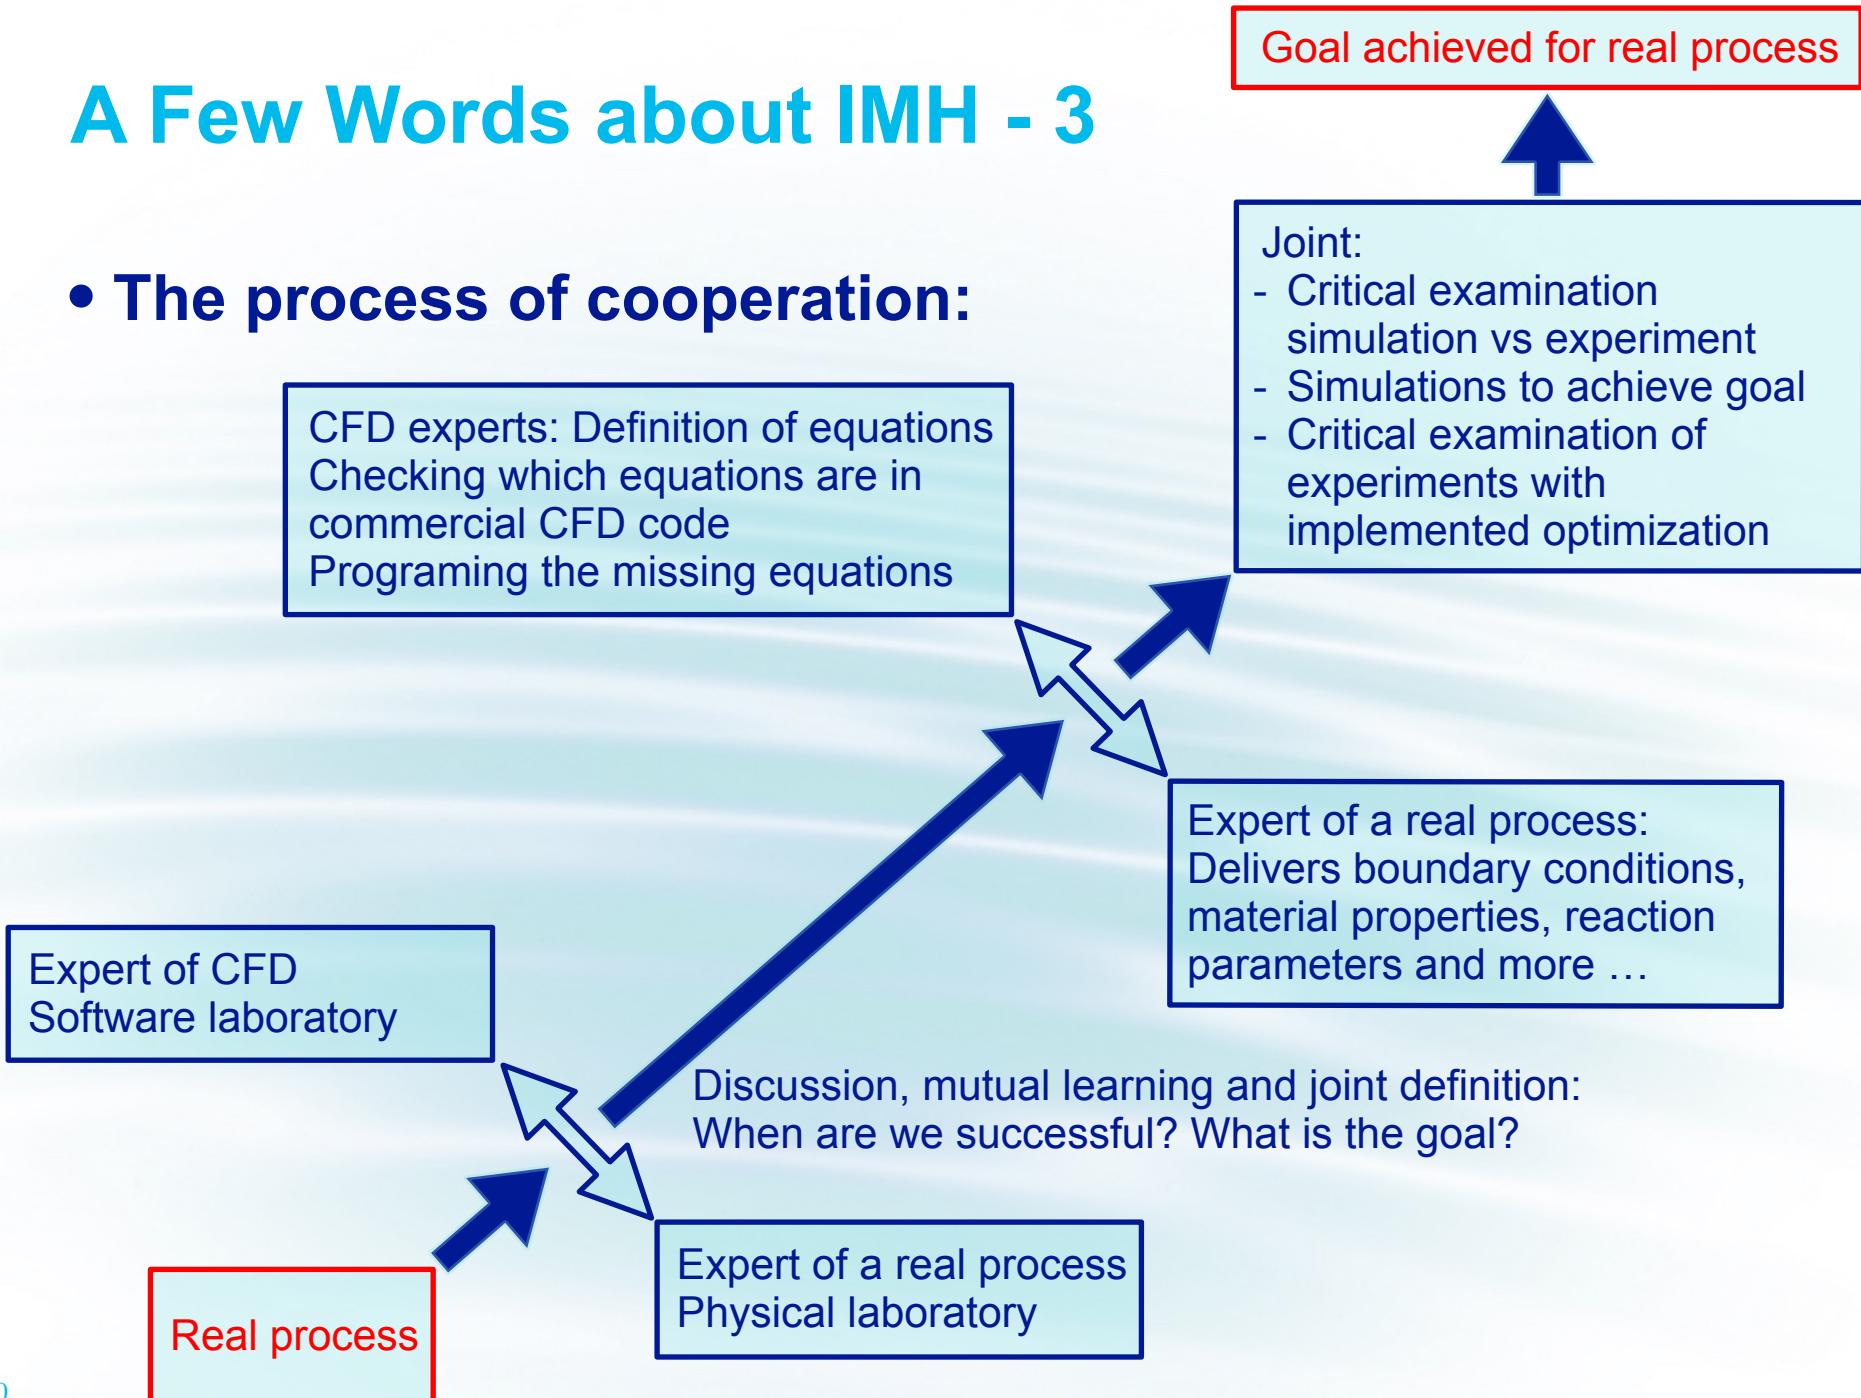 Goal achieved for real process
A Few Words about IMH - 3
• The process of cooperation:
Joint:
- Critical examination
simulation vs experiment
- Simulations to achieve goal
- Critical examination of
experiments with
implemented optimization
CFD experts: Definition of equations
Checking which equations are in
commercial CFD code
Programing the missing equations
Expert of a real process:
Delivers boundary conditions,
material properties, reaction
parameters and more …
Expert of CFD
Software laboratory
Discussion, mutual learning and joint definition:
When are we successful? What is the goal?
Expert of a real process
Physical laboratory
Real process